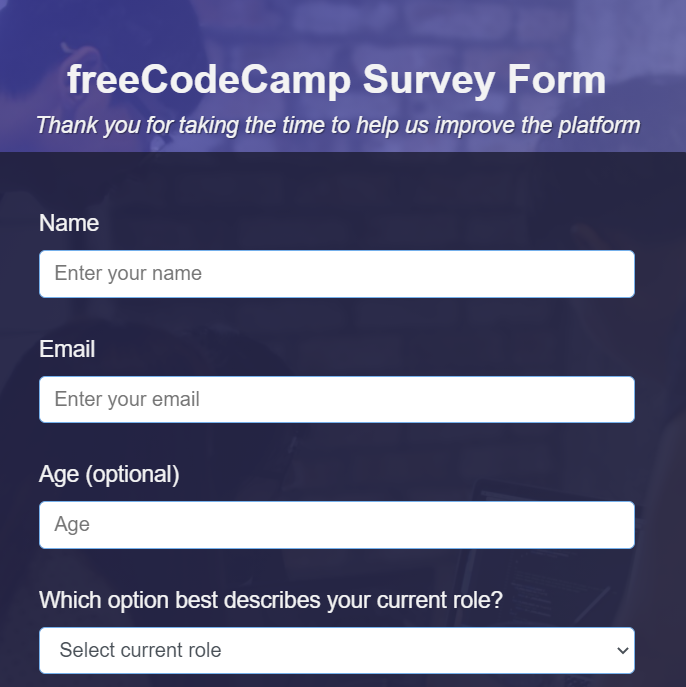 freeCodeCamp Survey Form
Thank you for taking the time to help us improve the platform
Name
Enter your name
Email
Enter your email
Age (optional)
Age
Which option best describes your current role?
Select current role